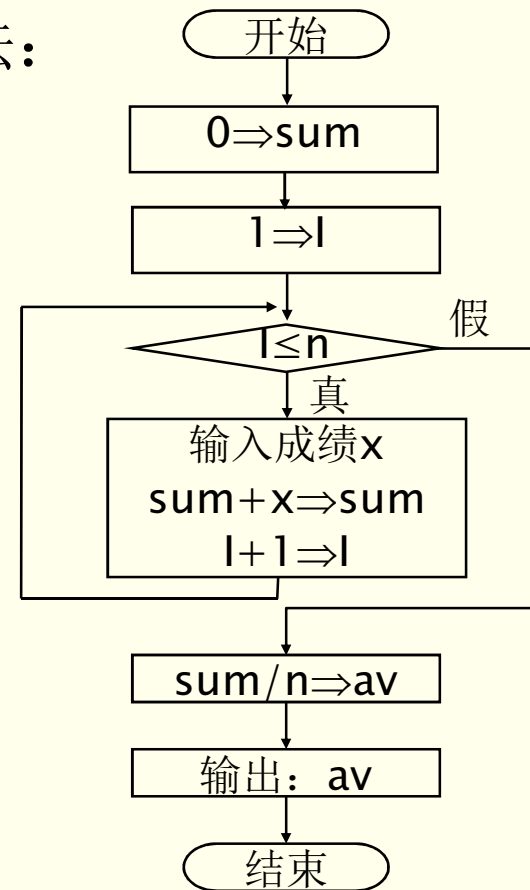 法：
开始
0⇒sum
1⇒I
I≤n
假
真
输入成绩x
sum+x⇒sum
I+1⇒I
sum/n⇒av
输出：av
结束